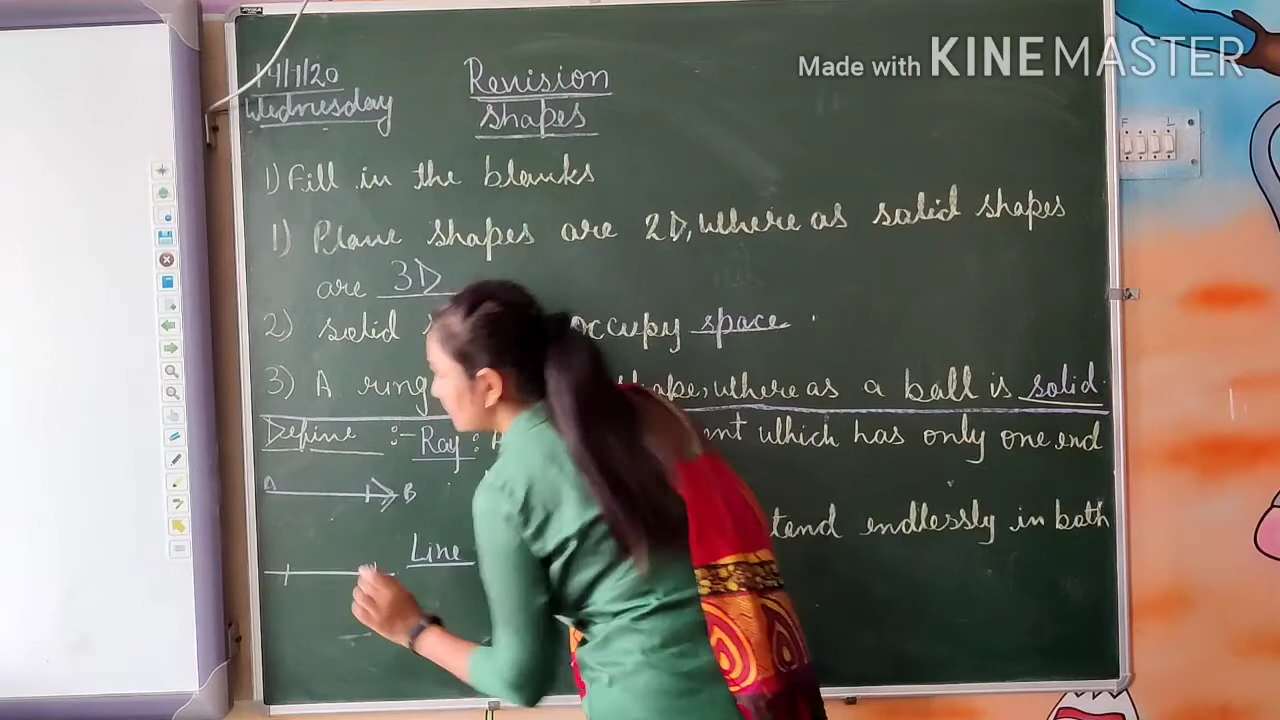 Made with KINEMASTER
14/1/20
Wednesday
Revision
shapes
1) Fill in the blanks
1) Plane shapes are 2D, where as solid shapes
are 3D
2) solid occupy space .
3) A ring shape, where as a ball is solid.
Define :- Ray : A ent which has only one end
A B
tend endlessly in both
Line
F L